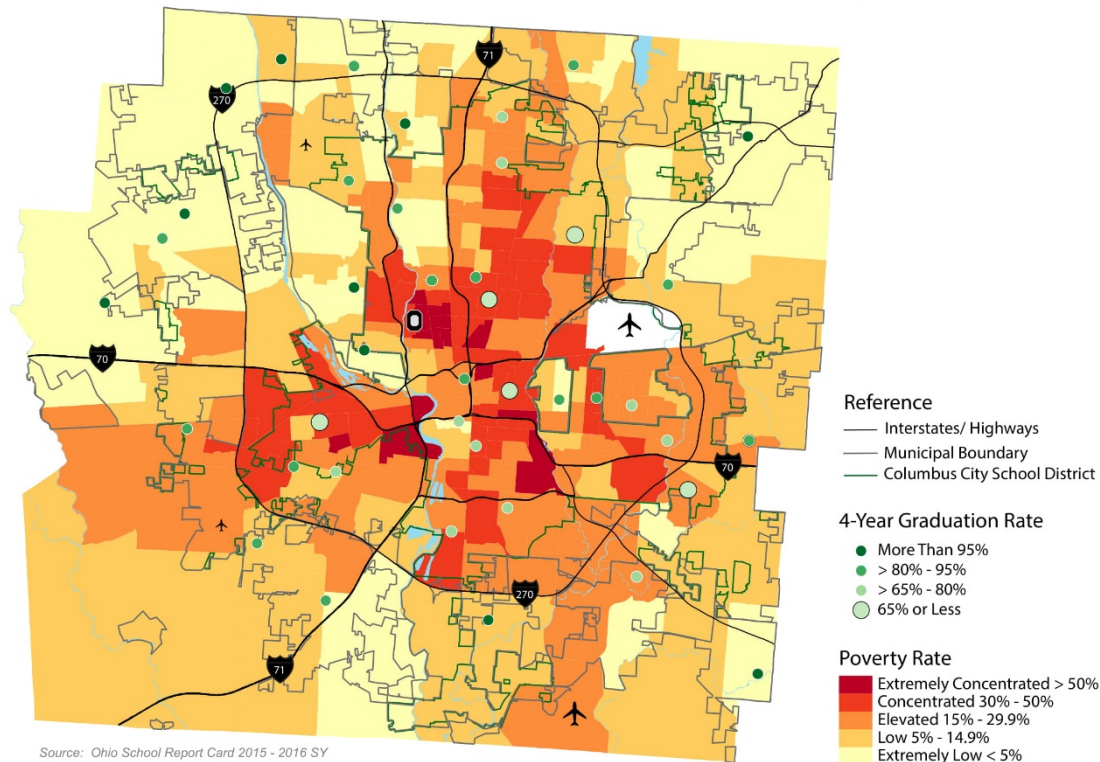 71
270
70
70
270
71
Reference
Interstates/ Highways
Municipal Boundary
Columbus City School District
4-Year Graduation Rate
More Than 95%
> 80% - 95%
> 65% - 80%
65% or Less
Poverty Rate
Extremely Concentrated > 50%
Concentrated 30% - 50%
Elevated 15% - 29.9%
Low 5% - 14.9%
Extremely Low < 5%
Source: Ohio School Report Card 2015 - 2016 SY